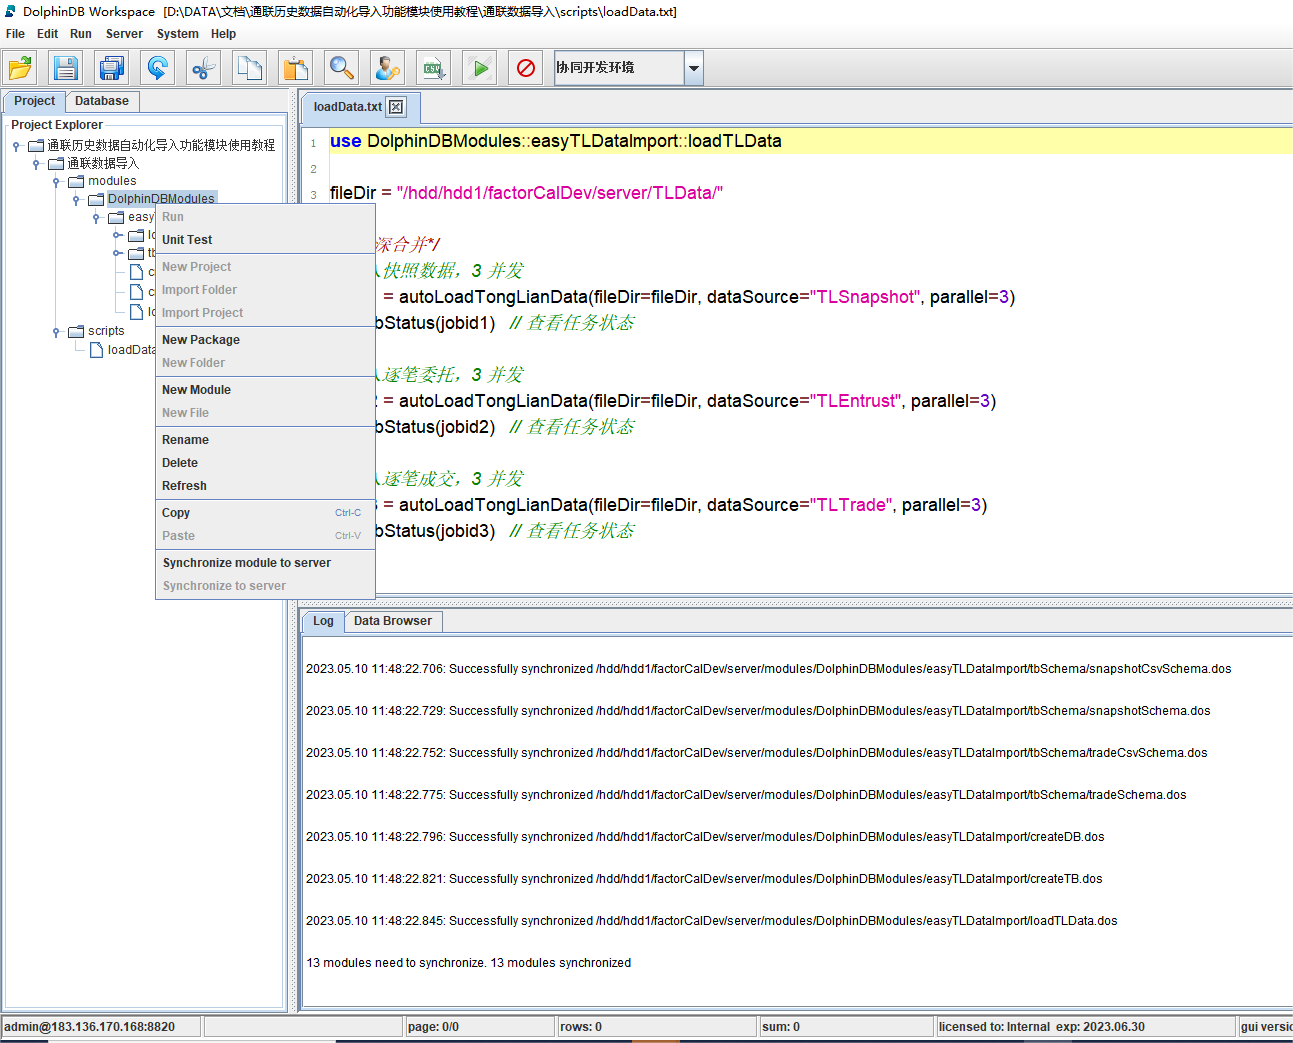 DolphinDB Workspace [D:\DATA\文档\通联历史数据自动化导入功能模块使用教程\通联数据导入\scripts\loadData.txt]
File Edit Run Server System Help
CSV
协同开发环境
Project Database
Project Explorer
通联历史数据自动化导入功能模块使用教程
通联数据导入
modules
DolphinDBModules
easy
scripts
loadData
Run
Unit Test
New Project
Import Folder
Import Project
New Package
New Folder
New Module
New File
Rename
Delete
Refresh
Copy Ctrl-C
Paste Ctrl-V
Synchronize module to server
Synchronize to server
loadData.txt
1 use DolphinDBModules::easyTLDataImport::loadTLData
2
3 fileDir = "/hdd/hdd1/factorCalDev/server/TLData/"
深合并*/
快照数据，3 并发
= autoLoadTongLianData(fileDir=fileDir, dataSource="TLSnapshot", parallel=3)
bStatus(jobid1) // 查看任务状态
逐笔委托，3 并发
2 = autoLoadTongLianData(fileDir=fileDir, dataSource="TLEntrust", parallel=3)
bStatus(jobid2) // 查看任务状态
逐笔成交，3 并发
3 = autoLoadTongLianData(fileDir=fileDir, dataSource="TLTrade", parallel=3)
bStatus(jobid3) // 查看任务状态
Log Data Browser
2023.05.10 11:48:22.706: Successfully synchronized /hdd/hdd1/factorCalDev/server/modules/DolphinDBModules/easyTLDataImport/tbSchema/snapshotCsvSchema.dos
2023.05.10 11:48:22.729: Successfully synchronized /hdd/hdd1/factorCalDev/server/modules/DolphinDBModules/easyTLDataImport/tbSchema/snapshotSchema.dos
2023.05.10 11:48:22.752: Successfully synchronized /hdd/hdd1/factorCalDev/server/modules/DolphinDBModules/easyTLDataImport/tbSchema/tradeCsvSchema.dos
2023.05.10 11:48:22.775: Successfully synchronized /hdd/hdd1/factorCalDev/server/modules/DolphinDBModules/easyTLDataImport/tbSchema/tradeSchema.dos
2023.05.10 11:48:22.796: Successfully synchronized /hdd/hdd1/factorCalDev/server/modules/DolphinDBModules/easyTLDataImport/createDB.dos
2023.05.10 11:48:22.821: Successfully synchronized /hdd/hdd1/factorCalDev/server/modules/DolphinDBModules/easyTLDataImport/createTB.dos
2023.05.10 11:48:22.845: Successfully synchronized /hdd/hdd1/factorCalDev/server/modules/DolphinDBModules/easyTLDataImport/loadTLData.dos
13 modules need to synchronize. 13 modules synchronized
admin@183.136.170.168:8820 page: 0/0 rows: 0 sum: 0 licensed to: Internal exp: 2023.06.30 gui versio